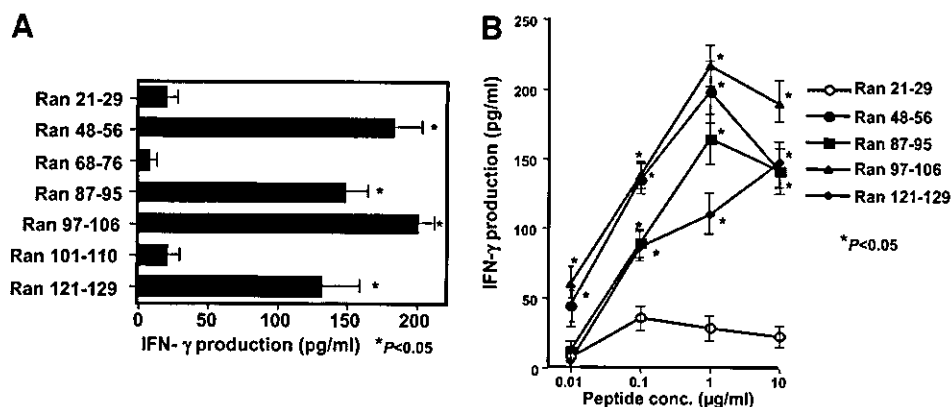 A
Ran 21-29
Ran 48-56
Ran 68-76
Ran 87-95
Ran 97-106
Ran 101-110
Ran 121-129
*
*
*
*
0 50 100 150 200
IFN- γ production (pg/ml) *P<0.05
B
IFN-γ production (pg/ml)
250
200
150
100
50
0
0.01 0.1 1 10
Peptide conc. (μg/ml)
* * * * * * * * * * * * *
Ran 21-29
Ran 48-56
Ran 87-95
Ran 97-106
Ran 121-129
*P<0.05